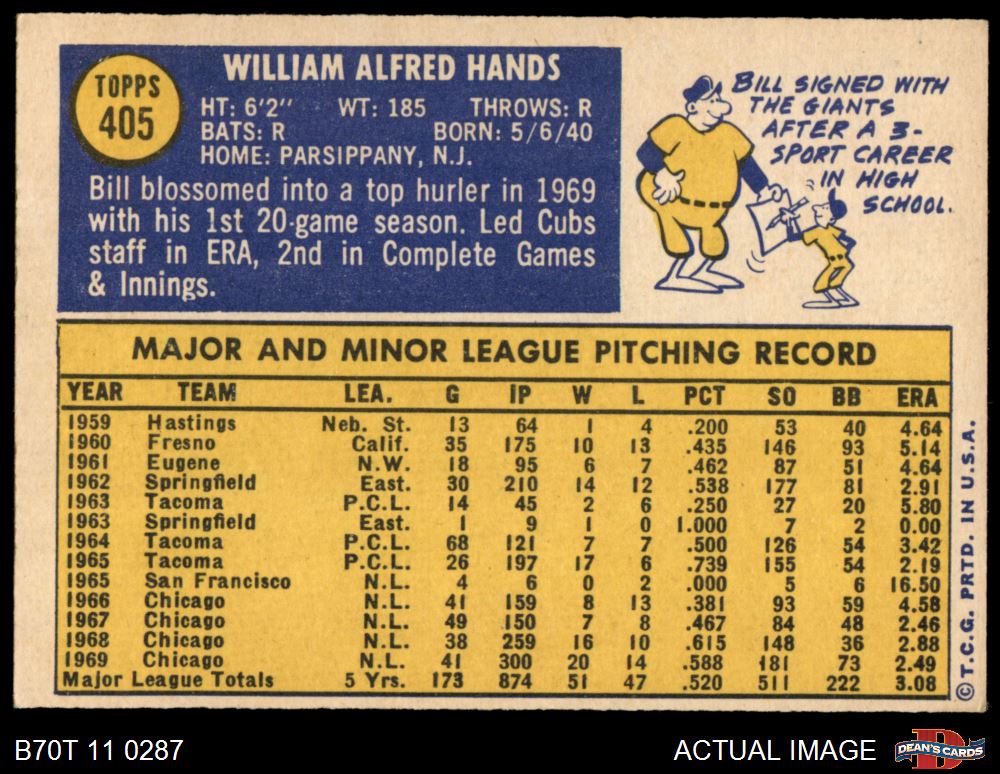 TOPPS
405
WILLIAM ALFRED HANDS
HT: 6'2" WT: 185 THROWS: R
BATS: R BORN: 5/6/40
HOME: PARSIPPANY, N.J.
Bill blossomed into a top hurler in 1969
with his 1st 20-game season. Led Cubs
staff in ERA, 2nd in Complete Games
& Innings.
BILL SIGNED WITH
THE GIANTS
AFTER A 3-
SPORT CAREER
IN HIGH
SCHOOL.
MAJOR AND MINOR LEAGUE PITCHING RECORD
YEAR TEAM LEA. G IP W L PCT SO BB ERA
1959 Hastings Neb. St. 13 64 1 4 .200 53 40 4.64
1960 Fresno Calif. 35 175 10 13 .435 146 93 5.14
1961 Eugene N.W. 18 95 6 7 .462 87 51 4.64
1962 Springfield East. 30 210 14 12 .538 177 81 2.91
1963 Tacoma P.C.L. 14 45 2 6 .250 27 20 5.80
1963 Springfield East. 1 9 1 0 1.000 7 2 0.00
1964 Tacoma P.C.L. 68 121 7 7 .500 126 54 3.42
1965 Tacoma P.C.L. 26 197 17 6 .739 155 54 2.19
1965 San Francisco N.L. 4 6 0 2 .000 5 6 16.50
1966 Chicago N.L. 41 159 8 13 .381 93 59 4.58
1967 Chicago N.L. 49 150 7 8 .467 84 48 2.46
1968 Chicago N.L. 38 259 16 10 .615 148 36 2.88
1969 Chicago N.L. 41 300 20 14 .588 181 73 2.49
Major League Totals 5 Yrs. 173 874 51 47 .520 511 222 3.08
© T.C.G. PRTD. IN U.S.A.
B70T 11 0287
ACTUAL IMAGE
D
DEAN'S CARDS